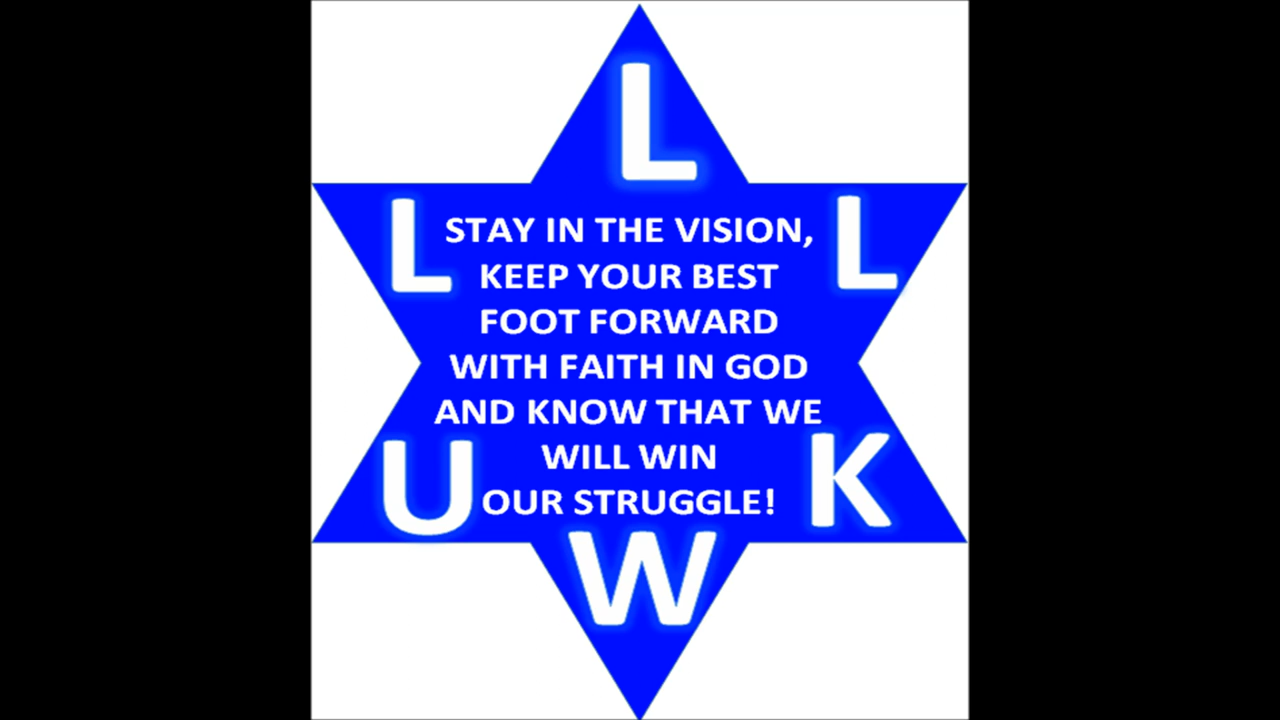 L
L L
STAY IN THE VISION,
KEEP YOUR BEST
FOOT FORWARD
WITH FAITH IN GOD
AND KNOW THAT WE
WILL WIN
OUR STRUGGLE!
U K
W